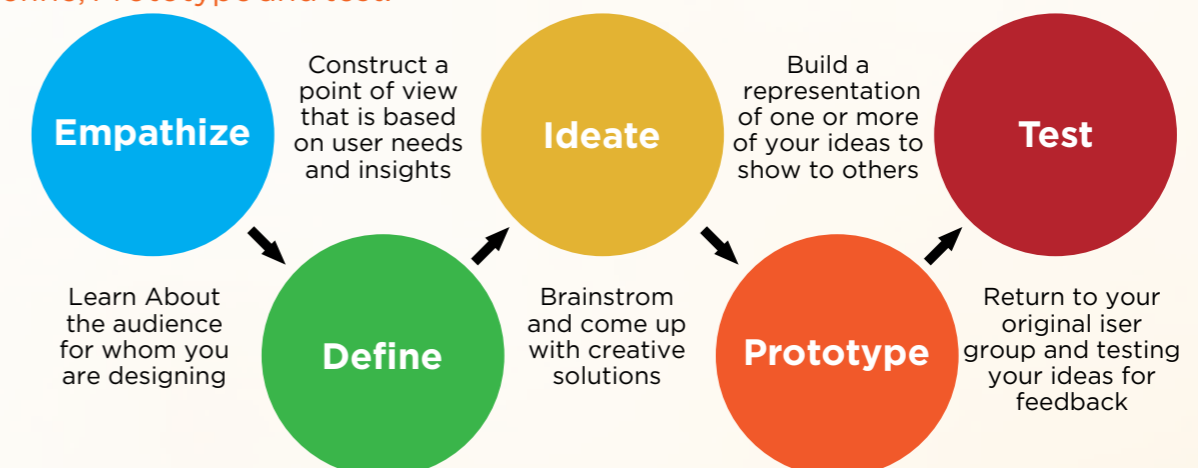 Prototype and test.
Empathize
Learn About
the audience
for whom you
are designing
Construct a
point of view
that is based
on user needs
and insights
Define
Ideate
Brainstrom
and come up
with creative
solutions
Build a
representation
of one or more
of your ideas to
show to others
Prototype
Test
Return to your
original iser
group and testing
your ideas for
feedback